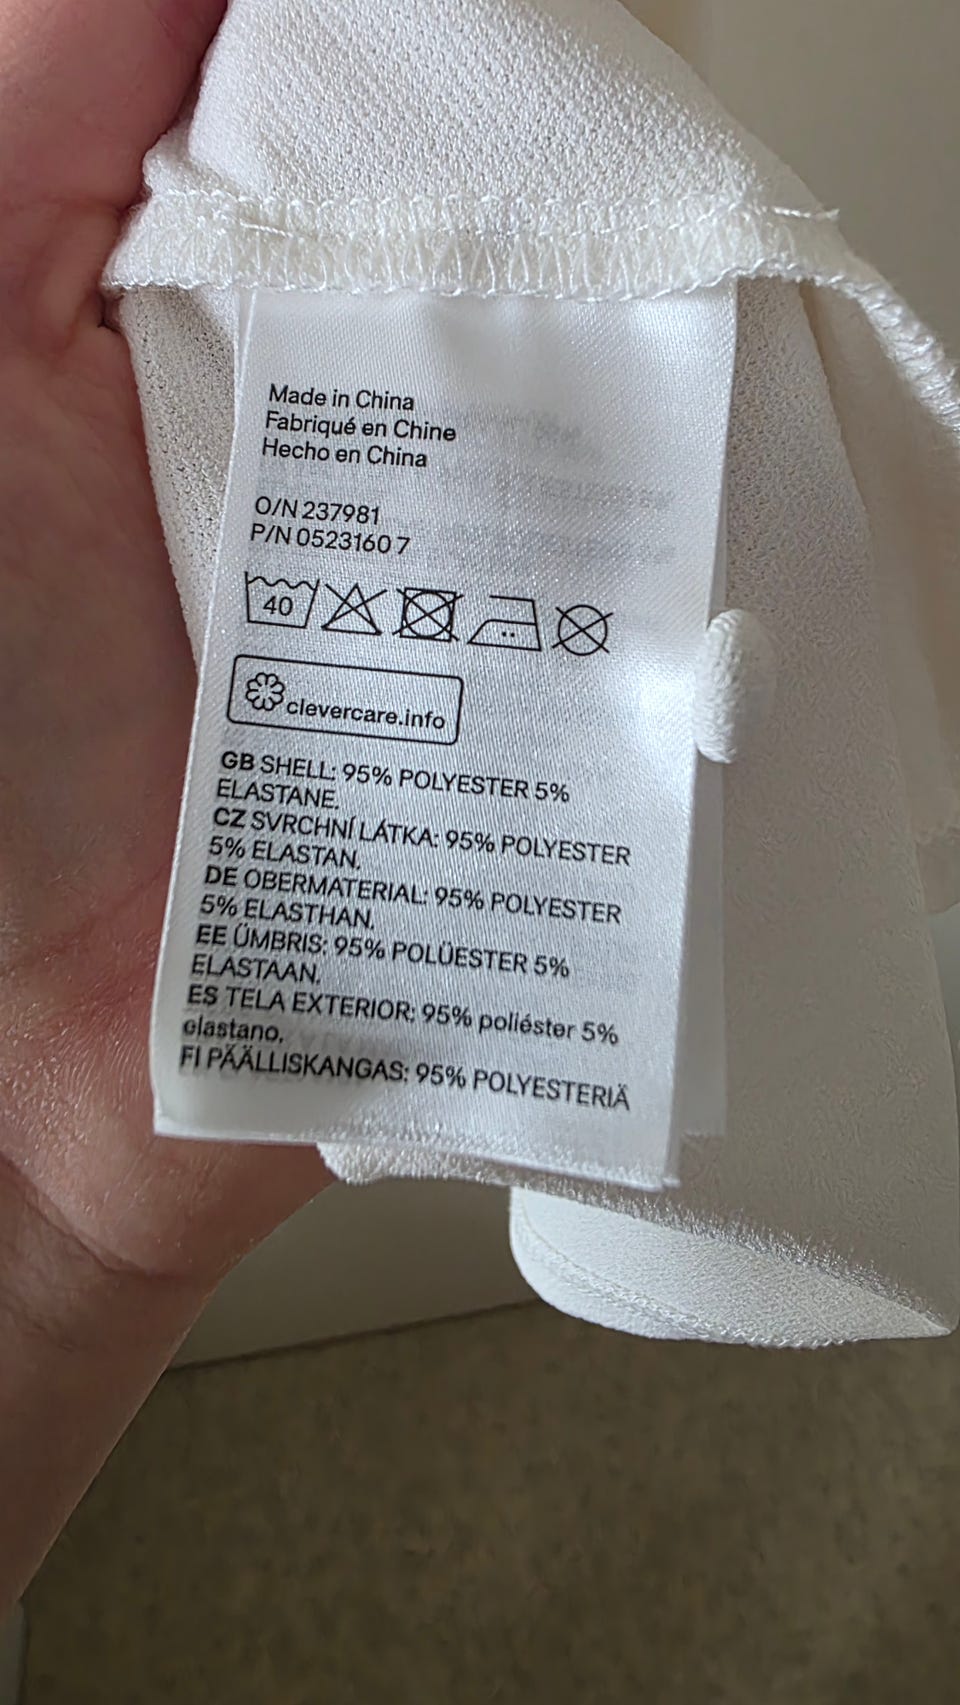 Made in China
Fabriqué en Chine
Hecho en China
O/N 237981
P/N 0523160 7
40
clevercare.info
GB SHELL: 95% POLYESTER 5%
ELASTANE.
CZ SVRCHNÍ LÁTKA: 95% POLYESTER
5% ELASTAN.
DE OBERMATERIAL: 95% POLYESTER
5% ELASTHAN.
EE ÜMBRIS: 95% POLÜESTER 5%
ELASTAAN.
ES TELA EXTERIOR: 95% poliéster 5%
elastano.
FI PÄÄLLISKANGAS: 95% POLYESTERIÄ